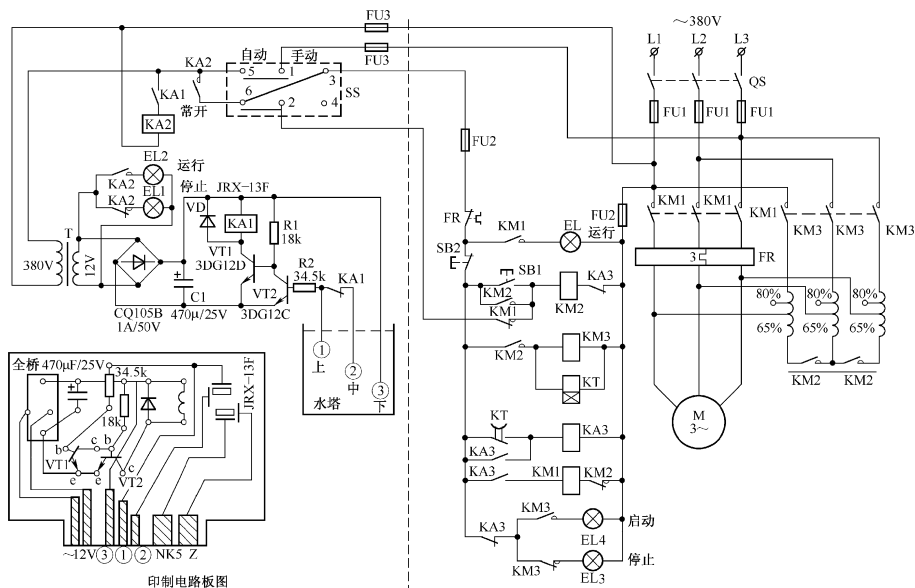 FU3
FU3
~380V
L1 L2 L3
QS
FU1 FU1 FU1
自动 手动
KA2
5 1
3
6
2
4
SS
KA1
常开
KA2
FU2
EL2
运行
KA2
EL1
停止
KA2
JRX-13F
VD
KA1
R1
18k
T
380V
12V
VT1
3DG12D
R2
34.5k
KA1
VT2
C1
3DG12C
CQ105B
470μ/25V
1A/50V
①
上
②
中
③
下
水塔
FR
KM1
EL
FU2
运行
SB2
SB1
KM2
KM1
KM2
KA3
KM2
KM3
KT
KT
KA3
KA3
KA3
KM1
KM2
KA3
KM3
启动
EL4
停止
KM3
EL3
KM1 KM1 KM1
KM3 KM3 KM3
3
FR
80% 80% 80%
65% 65% 65%
KM2 KM2
M
3~
全桥 470μF/25V
34.5k
18k
JRX-13F
b c b
VT1
c
VT2
e e
~12V ③ ① ② NK5 Z
印制电路板图